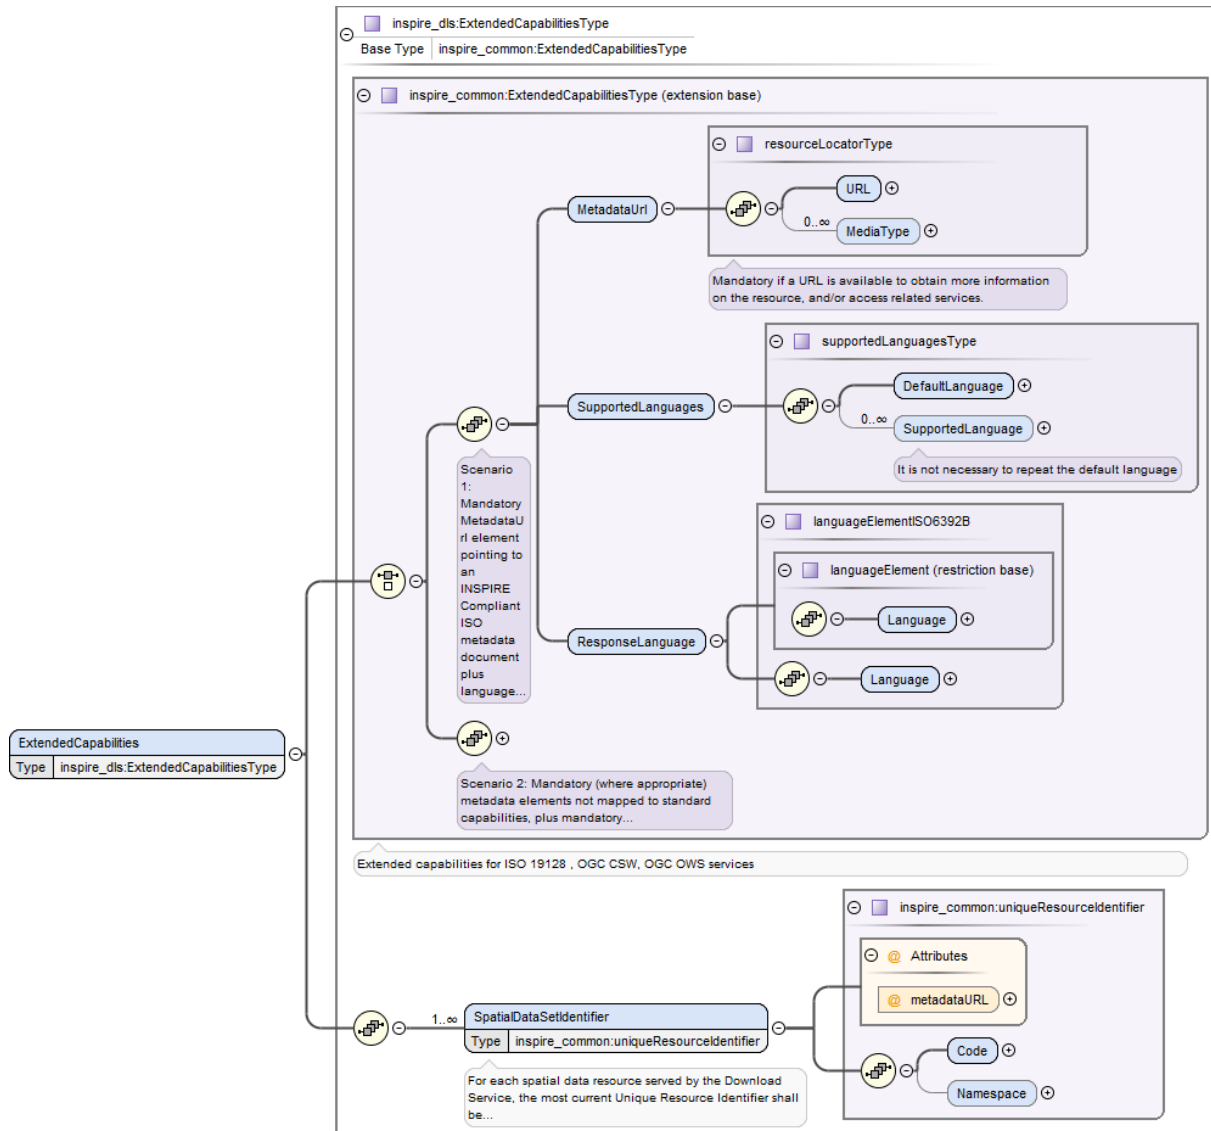 inspire_dls:ExtendedCapabilitiesType
Base Type inspire_common:ExtendedCapabilitiesType
inspire_common:ExtendedCapabilitiesType (extension base)
resourceLocatorType
MetadataUrl
URL
0..∞
MediaType
Mandatory if a URL is available to obtain more information
on the resource, and/or access related services.
supportedLanguagesType
SupportedLanguages
DefaultLanguage
0..∞
SupportedLanguage
It is not necessary to repeat the default language
Scenario
1:
Mandatory
MetadataU
rl element
pointing to
an
INSPIRE
Compliant
ISO
metadata
document
plus
language...
languageElementISO6392B
languageElement (restriction base)
Language
ResponseLanguage
Language
ExtendedCapabilities
Type inspire_dls:ExtendedCapabilitiesType
Scenario 2: Mandatory (where appropriate)
metadata elements not mapped to standard
capabilities, plus mandatory...
Extended capabilities for ISO 19128 , OGC CSW, OGC OWS services
inspire_common:uniqueResourceIdentifier
@ Attributes
@ metadataURL
1..∞
SpatialDataSetIdentifier
Type inspire_common:uniqueResourceIdentifier
Code
Namespace
For each spatial data resource served by the Download
Service, the most current Unique Resource Identifier shall
be...